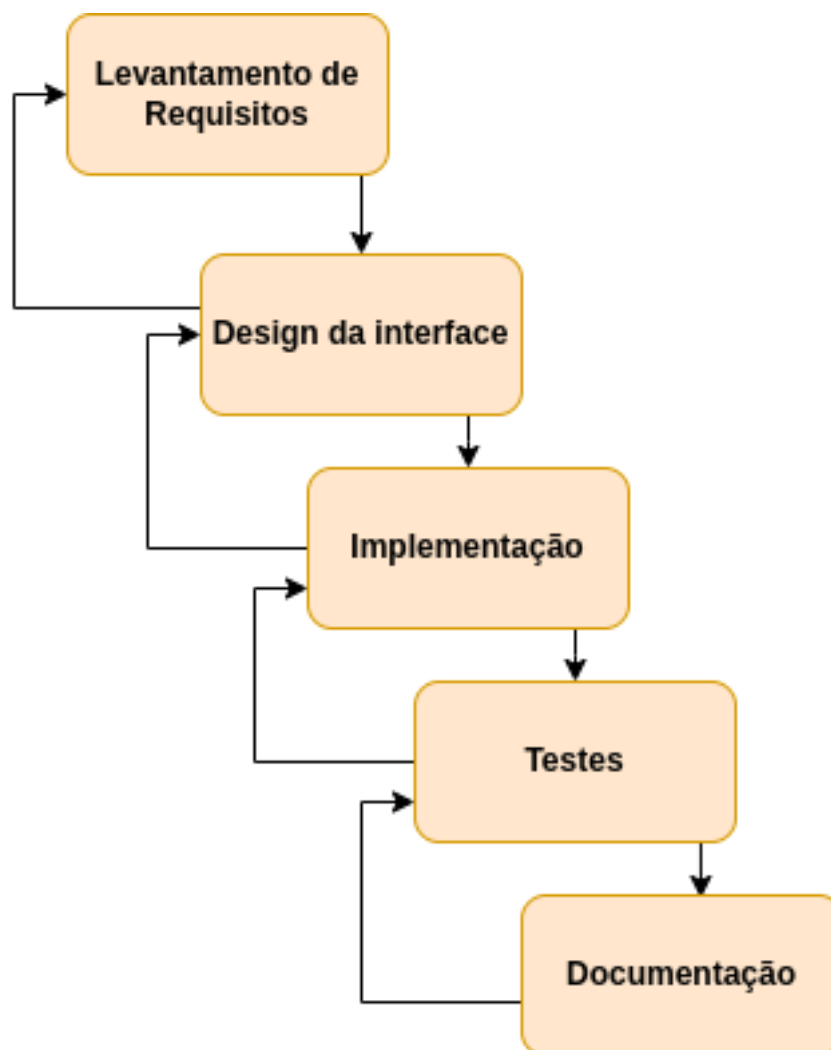 Levantamento de
Requisitos
Design da interface
Implementação
Testes
Documentação